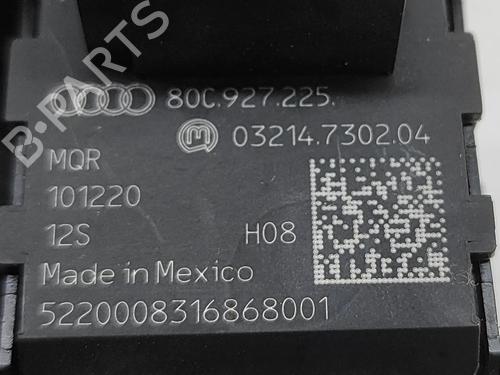 B-PARTS
80C.927.225.
03214.7302.04
MQR
101220
12S H08
Made in Mexico
5220008316868001